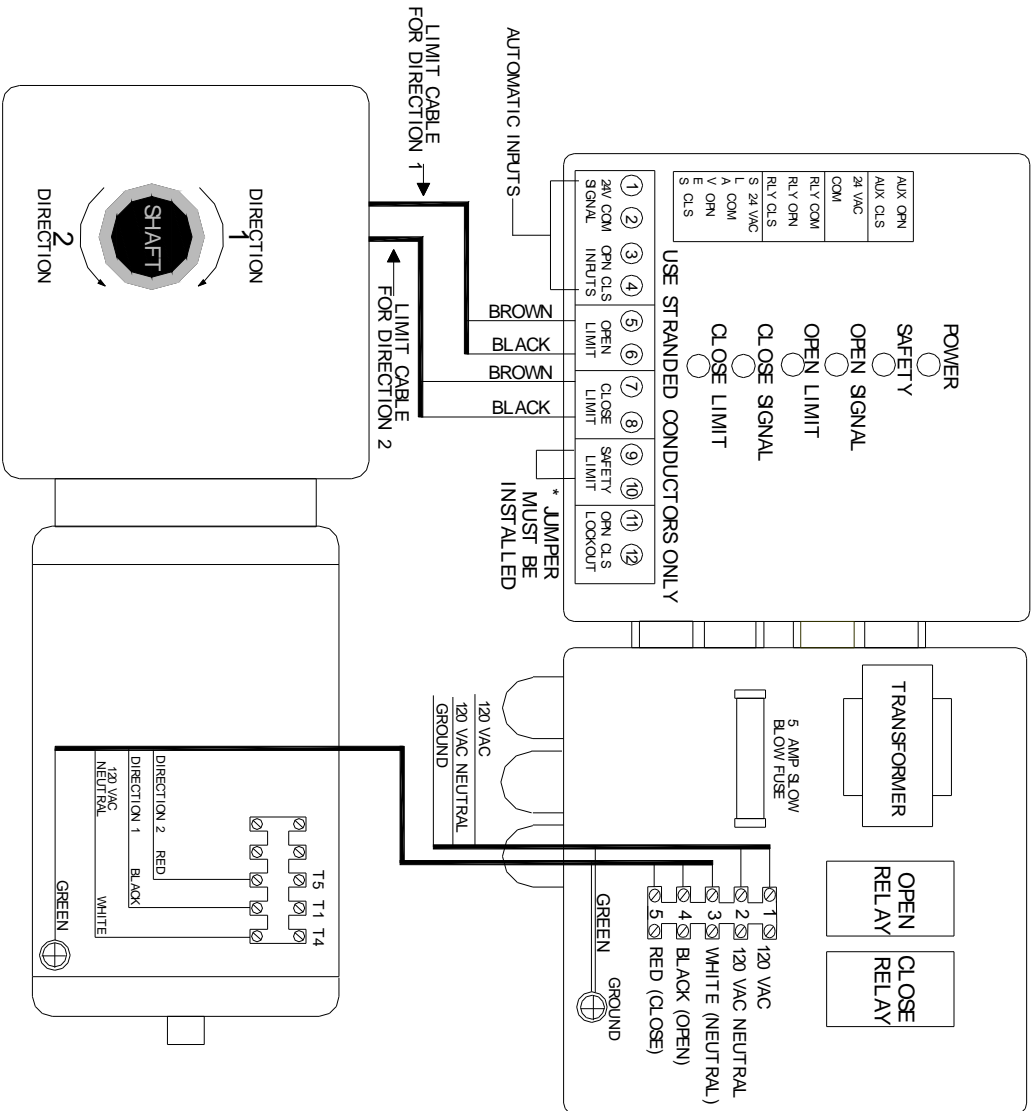 AUX OPN
AUX CLS
24 VAC
COM
RLY COM
RLY OPN
RLY CLS
S 24 VAC
L COM
A
V OPN
E
S CLS
POWER
SAFETY
OPEN SIGNAL
OPEN LIMIT
CLOSE SIGNAL
CLOSE LIMIT
USE STRANDED CONDUCTORS ONLY
1 2 3 4 5 6 7 8 9 10 11 12
24V COM
SIGNAL
OPN CLS
INPUTS
OPEN
LIMIT
CLOSE
LIMIT
SAFETY
LIMIT
OPN CLS
LOCKOUT
AUTOMATIC INPUTS
BROWN
BLACK
BROWN
BLACK
* JUMPER
MUST BE
INSTALLED
LIMIT CABLE
FOR DIRECTION 1
LIMIT CABLE
FOR DIRECTION 2
DIRECTION
1
SHAFT
2
DIRECTION
TRANSFORMER
5 AMP SLOW
BLOW FUSE
OPEN
RELAY
CLOSE
RELAY
120 VAC
120 VAC NEUTRAL
GROUND
1 120 VAC
2 120 VAC NEUTRAL
3 WHITE (NEUTRAL)
4 BLACK (OPEN)
5 RED (CLOSE)
GREEN
GROUND
T5 T1 T4
DIRECTION 2 RED
DIRECTION 1 BLACK
120 VAC
NEUTRAL
WHITE
GREEN